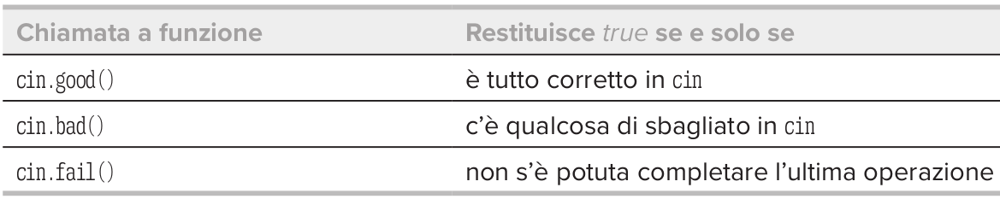 Chiamata a funzione Restituisce true se e solo se
cin.good() è tutto corretto in cin
cin.bad() c’è qualcosa di sbagliato in cin
cin.fail() non s’è potuta completare l’ultima operazione